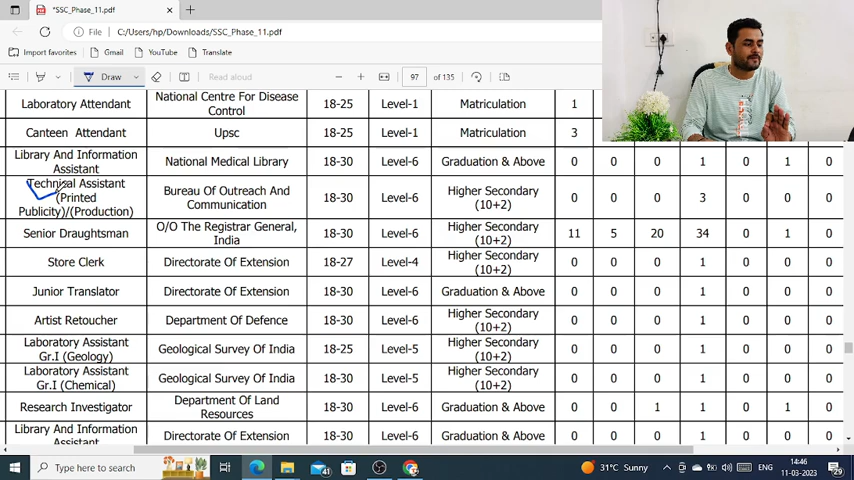 *SSC_Phase_11.pdf
File C:/Users/hp/Downloads/SSC_Phase_11.pdf
Import favorites Gmail YouTube Translate
Draw Read aloud 97 of 135
Laboratory Attendant National Centre For Disease Control 18-25 Level-1 Matriculation 1
Canteen Attendant Upsc 18-25 Level-1 Matriculation 3
Library And Information Assistant National Medical Library 18-30 Level-6 Graduation & Above 0 0 0 1 0 1 0
Technical Assistant (Printed Publicity)/(Production) Bureau Of Outreach And Communication 18-30 Level-6 Higher Secondary (10+2) 0 0 0 3 0 0 0
Senior Draughtsman O/O The Registrar General, India 18-30 Level-6 Higher Secondary (10+2) 11 5 20 34 0 1 0
Store Clerk Directorate Of Extension 18-27 Level-4 Higher Secondary (10+2) 0 0 0 1 0 0 0
Junior Translator Directorate Of Extension 18-30 Level-6 Graduation & Above 0 0 0 1 0 0 0
Artist Retoucher Department Of Defence 18-30 Level-6 Higher Secondary (10+2) 0 0 0 1 0 0 0
Laboratory Assistant Gr.I (Geology) Geological Survey Of India 18-25 Level-5 Higher Secondary (10+2) 0 0 0 1 0 0 0
Laboratory Assistant Gr.I (Chemical) Geological Survey Of India 18-30 Level-5 Higher Secondary (10+2) 0 0 0 1 0 0 0
Research Investigator Department Of Land Resources 18-30 Level-6 Graduation & Above 0 0 1 1 0 1 0
Library And Information Assistant Directorate Of Extension 18-30 Level-6 Graduation & Above 0 0 0 1 0 0 0
Type here to search 41 31°C Sunny ENG 14:46
11-03-2023 29